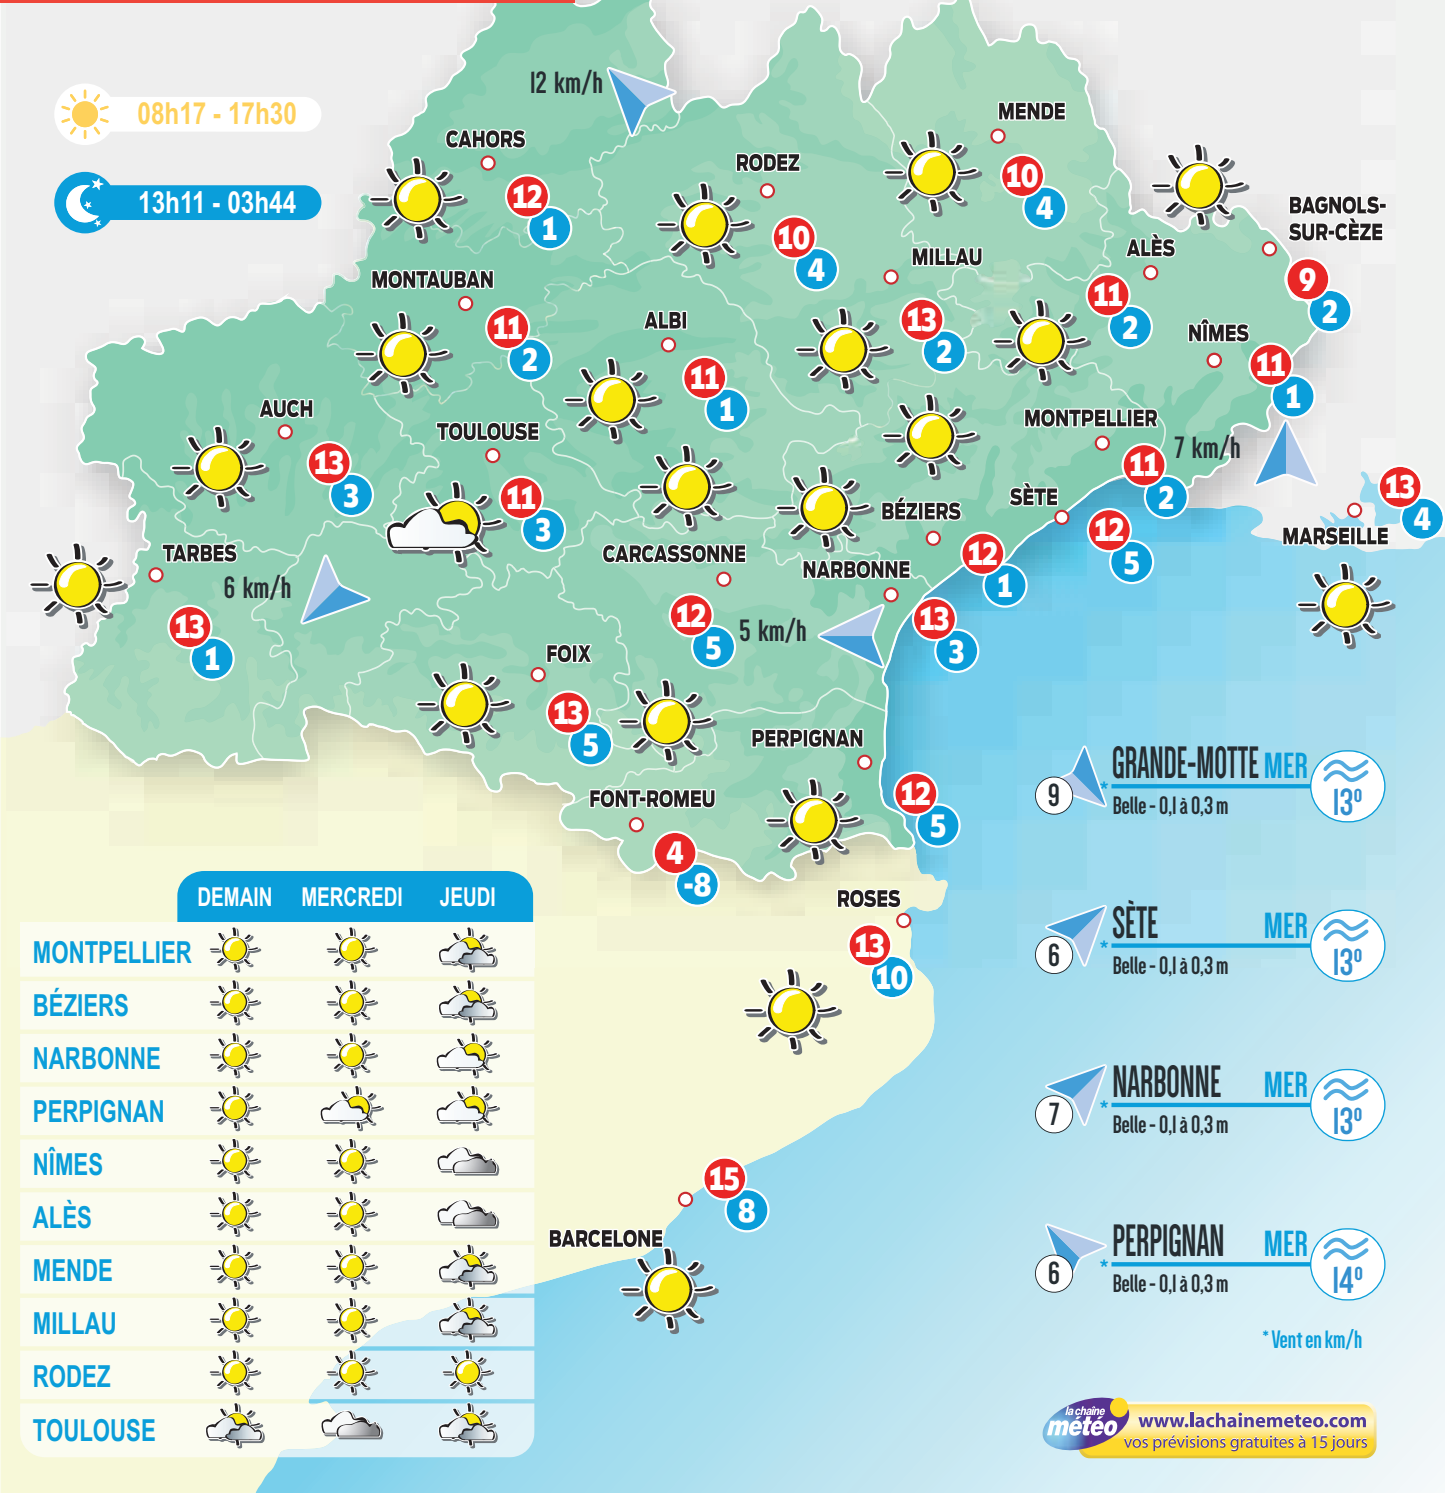 08h17 - 17h30
13h11 - 03h44
12 km/h
CAHORS
12
1
RODEZ
10
4
MENDE
10
4
BAGNOLS-
SUR-CÈZE
9
2
MONTAUBAN
11
2
ALBI
11
1
MILLAU
13
2
ALÈS
11
2
NÎMES
11
1
AUCH
13
3
TOULOUSE
11
3
MONTPELLIER
11
2
7 km/h
BÉZIERS
12
1
SÈTE
12
5
MARSEILLE
13
4
TARBES
13
1
6 km/h
CARCASSONNE
12
5
NARBONNE
13
3
5 km/h
FOIX
13
5
PERPIGNAN
12
5
FONT-ROMEU
4
-8
ROSES
13
10
BARCELONE
15
8
GRANDE-MOTTE MER
9
*
Belle - 0,1 à 0,3 m
13º
SÈTE MER
6
*
Belle - 0,1 à 0,3 m
13º
NARBONNE MER
7
*
Belle - 0,1 à 0,3 m
13º
PERPIGNAN MER
6
*
Belle - 0,1 à 0,3 m
14º
* Vent en km/h
DEMAIN MERCREDI JEUDI
MONTPELLIER
BÉZIERS
NARBONNE
PERPIGNAN
NÎMES
ALÈS
MENDE
MILLAU
RODEZ
TOULOUSE
la chaîne
météo
www.lachainemeteo.com
vos prévisions gratuites à 15 jours